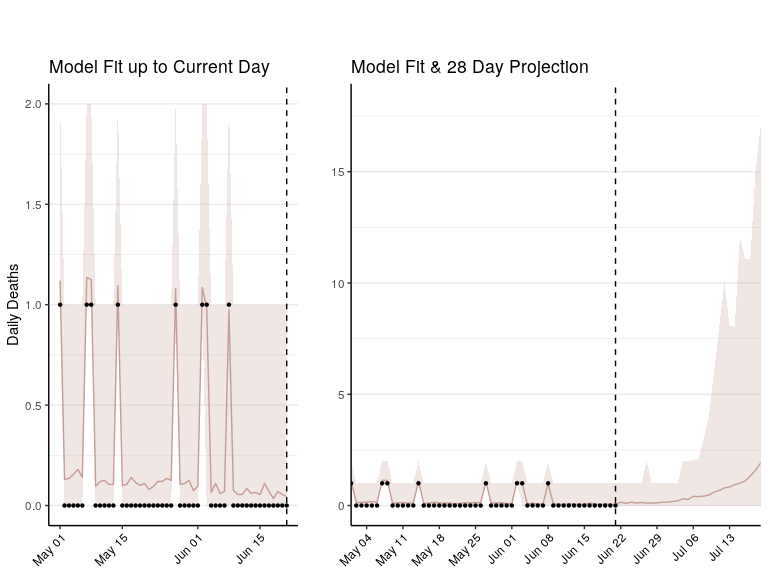 Model Fit up to Current Day
Model Fit & 28 Day Projection
Daily Deaths
2.0
1.5
1.0
0.5
0.0
May 01
May 15
Jun 01
Jun 15
15
10
5
0
May 04
May 11
May 18
May 25
Jun 01
Jun 08
Jun 15
Jun 22
Jun 29
Jul 06
Jul 13